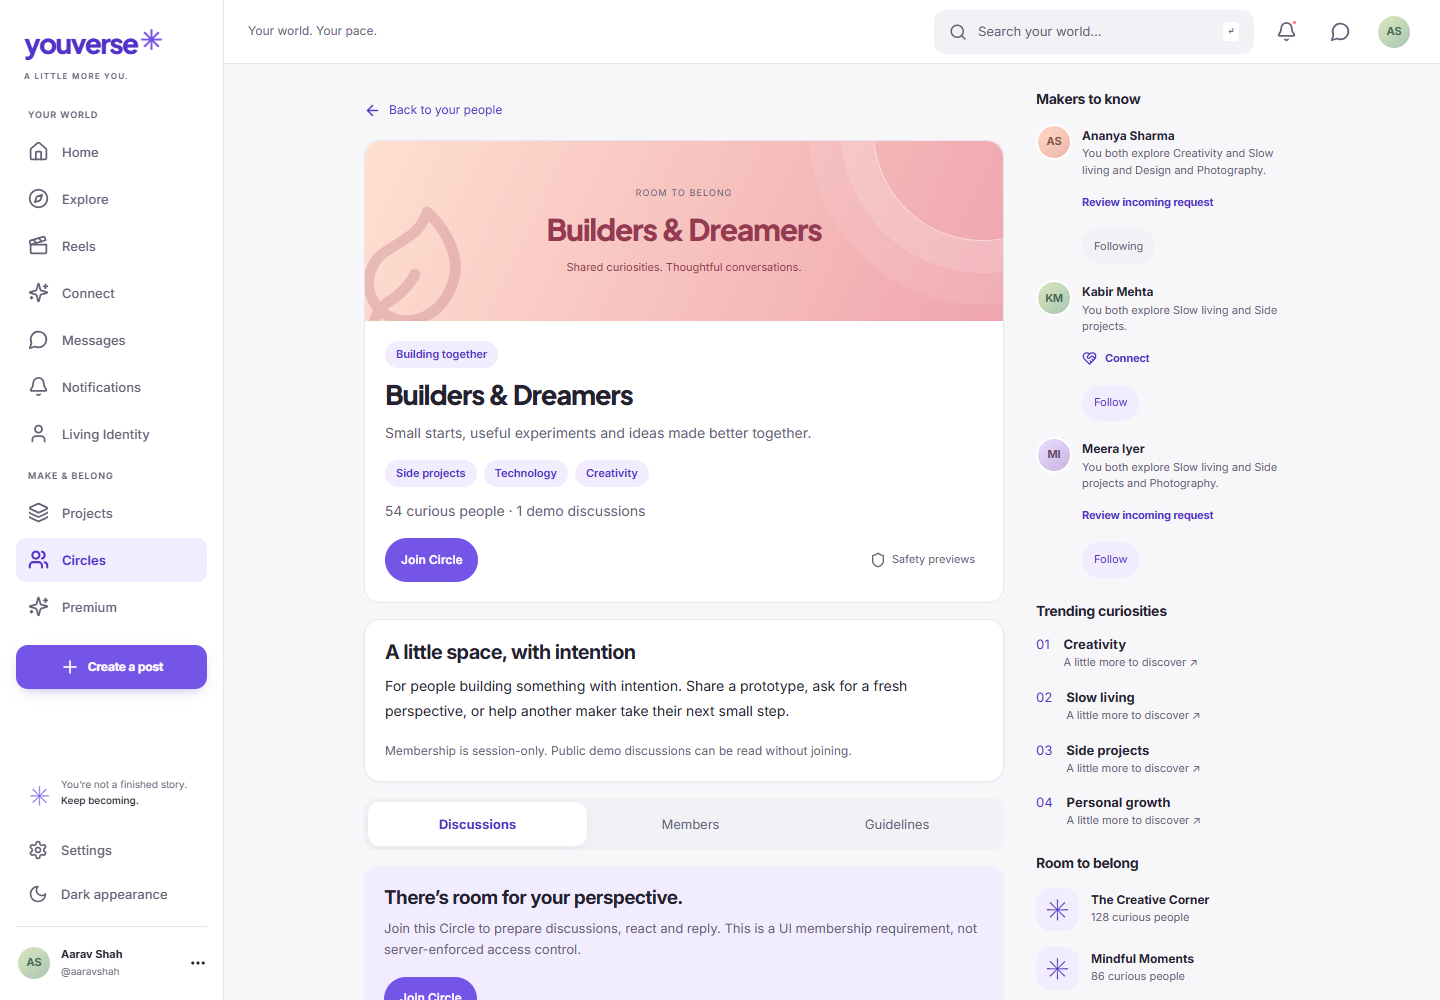 youverse
A LITTLE MORE YOU.
YOUR WORLD
Home
Explore
Reels
Connect
Messages
Notifications
Living Identity
MAKE & BELONG
Projects
Circles
Premium
Create a post
You're not a finished story.
Keep becoming.
Settings
Dark appearance
AS
Aarav Shah
@aaravshah
Your world. Your pace.
Search your world...
AS
Back to your people
ROOM TO BELONG
Builders & Dreamers
Shared curiosities. Thoughtful conversations.
Building together
Builders & Dreamers
Small starts, useful experiments and ideas made better together.
Side projects
Technology
Creativity
54 curious people · 1 demo discussions
Join Circle
Safety previews
A little space, with intention
For people building something with intention. Share a prototype, ask for a fresh
perspective, or help another maker take their next small step.
Membership is session-only. Public demo discussions can be read without joining.
Discussions
Members
Guidelines
There's room for your perspective.
Join this Circle to prepare discussions, react and reply. This is a UI membership requirement, not
server-enforced access control.
Join Circle
Makers to know
AS
Ananya Sharma
You both explore Creativity and Slow
living and Design and Photography.
Review incoming request
Following
KM
Kabir Mehta
You both explore Slow living and Side
projects.
Connect
Follow
MI
Meera Iyer
You both explore Slow living and Side
projects and Photography.
Review incoming request
Follow
Trending curiosities
01 Creativity
A little more to discover ↗
02 Slow living
A little more to discover ↗
03 Side projects
A little more to discover ↗
04 Personal growth
A little more to discover ↗
Room to belong
The Creative Corner
128 curious people
Mindful Moments
86 curious people